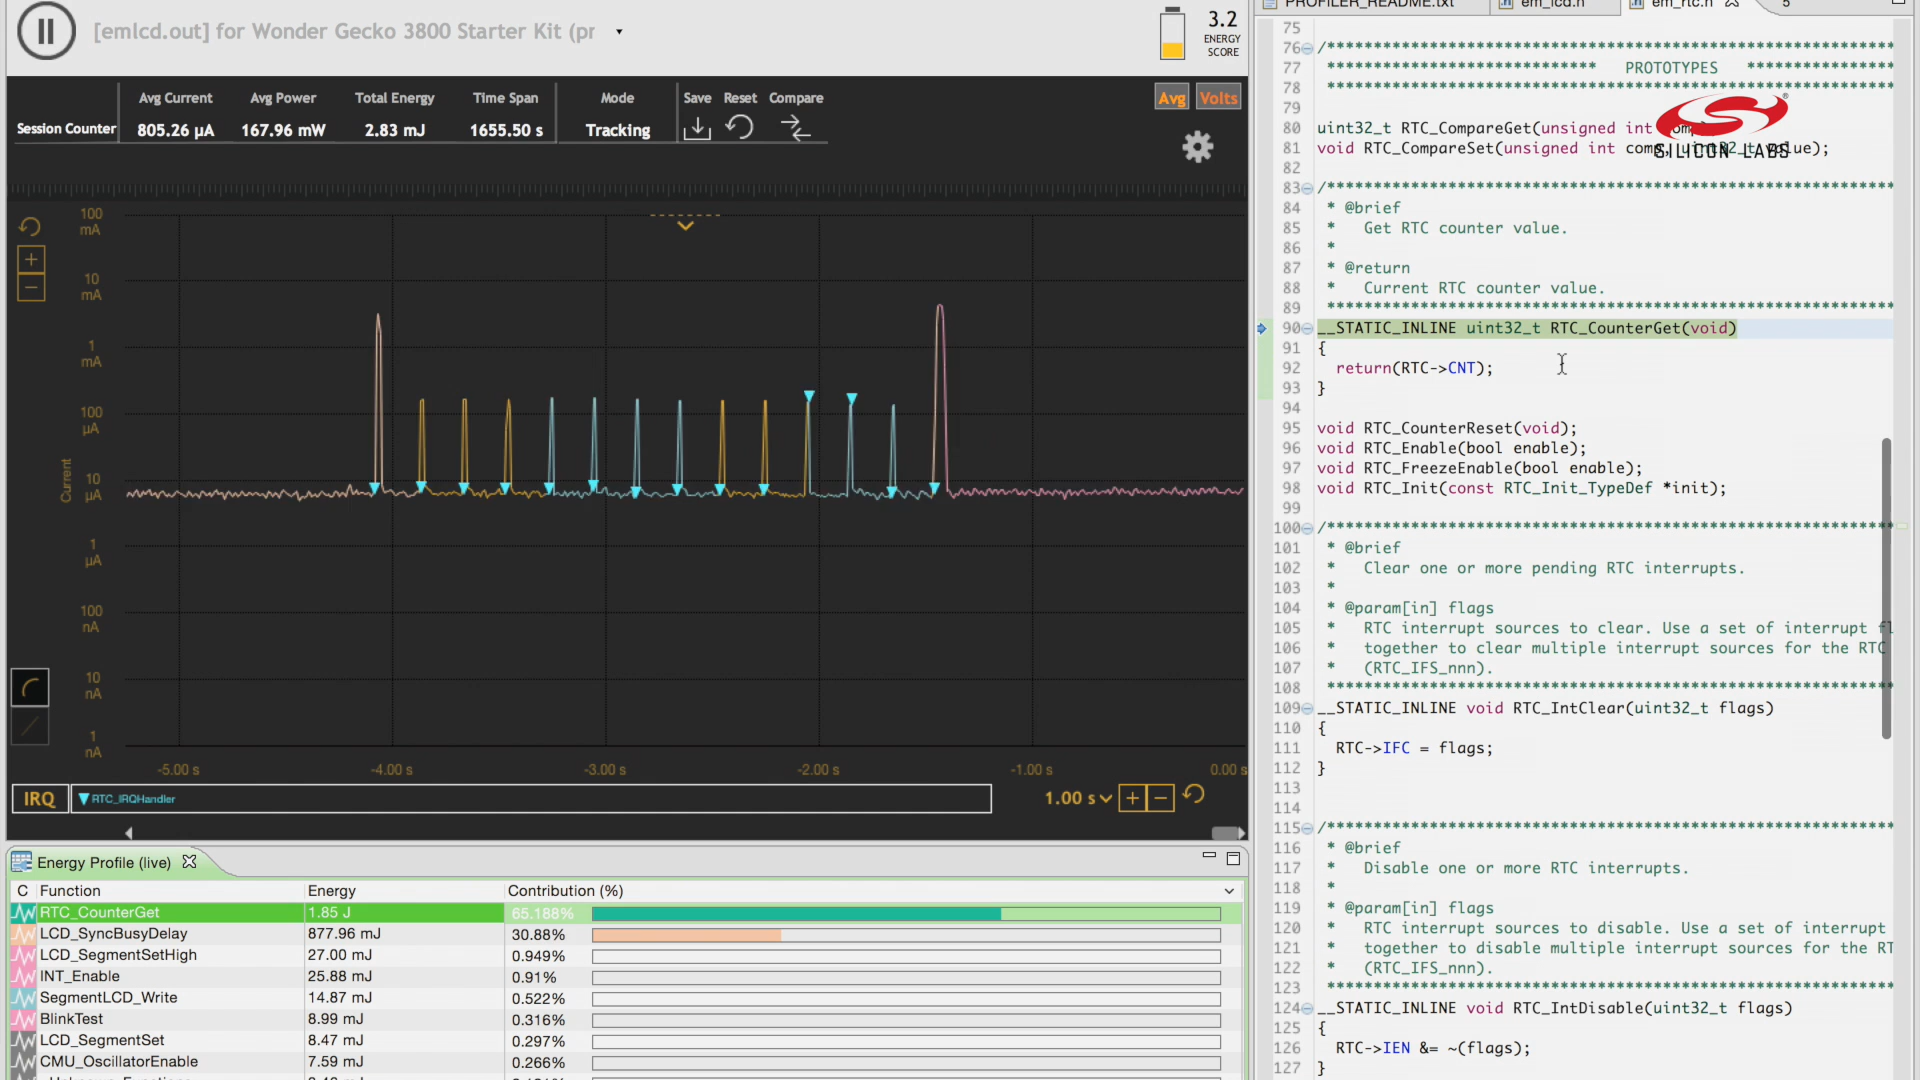 [emlcd.out] for Wonder Gecko 3800 Starter Kit (pr
3.2
ENERGY
SCORE
Session Counter
Avg Current
805.26 µA
Avg Power
167.96 mW
Total Energy
2.83 mJ
Time Span
1655.50 s
Mode
Tracking
Save
Reset
Compare
Avg
Volts
100
mA
10
mA
1
mA
100
µA
10
µA
1
µA
100
nA
10
nA
1
nA
Current
-5.00 s
-4.00 s
-3.00 s
-2.00 s
-1.00 s
0.00 s
IRQ
RTC_IRQHandler
1.00 s
Energy Profile (live)
C Function Energy Contribution (%)
RTC_CounterGet 1.85 J 65.188%
LCD_SyncBusyDelay 877.96 mJ 30.88%
LCD_SegmentSetHigh 27.00 mJ 0.949%
INT_Enable 25.88 mJ 0.91%
SegmentLCD_Write 14.87 mJ 0.522%
BlinkTest 8.99 mJ 0.316%
LCD_SegmentSet 8.47 mJ 0.297%
CMU_OscillatorEnable 7.59 mJ 0.266%
PROFILER_README.txt
em_lcd.h
em_rtc.h
5
SILICON LABS
75
76 /*************************************************************
77 ***************************** PROTOTYPES ****************
78 *************************************************************
79
80 uint32_t RTC_CompareGet(unsigned int comp);
81 void RTC_CompareSet(unsigned int comp, uint32_t value);
82
83 /*************************************************************
84 * @brief
85 * Get RTC counter value.
86 *
87 * @return
88 * Current RTC counter value.
89 *************************************************************
90 __STATIC_INLINE uint32_t RTC_CounterGet(void)
91 {
92 return(RTC->CNT);
93 }
94
95 void RTC_CounterReset(void);
96 void RTC_Enable(bool enable);
97 void RTC_FreezeEnable(bool enable);
98 void RTC_Init(const RTC_Init_TypeDef *init);
99
100 /*************************************************************
101 * @brief
102 * Clear one or more pending RTC interrupts.
103 *
104 * @param[in] flags
105 * RTC interrupt sources to clear. Use a set of interrupt fl
106 * together to clear multiple interrupt sources for the RTC
107 * (RTC_IFS_nnn).
108 *************************************************************
109 __STATIC_INLINE void RTC_IntClear(uint32_t flags)
110 {
111 RTC->IFC = flags;
112 }
113
114
115 /*************************************************************
116 * @brief
117 * Disable one or more RTC interrupts.
118 *
119 * @param[in] flags
120 * RTC interrupt sources to disable. Use a set of interrupt
121 * together to disable multiple interrupt sources for the RT
122 * (RTC_IFS_nnn).
123 *************************************************************
124 __STATIC_INLINE void RTC_IntDisable(uint32_t flags)
125 {
126 RTC->IEN &= ~(flags);
127 }